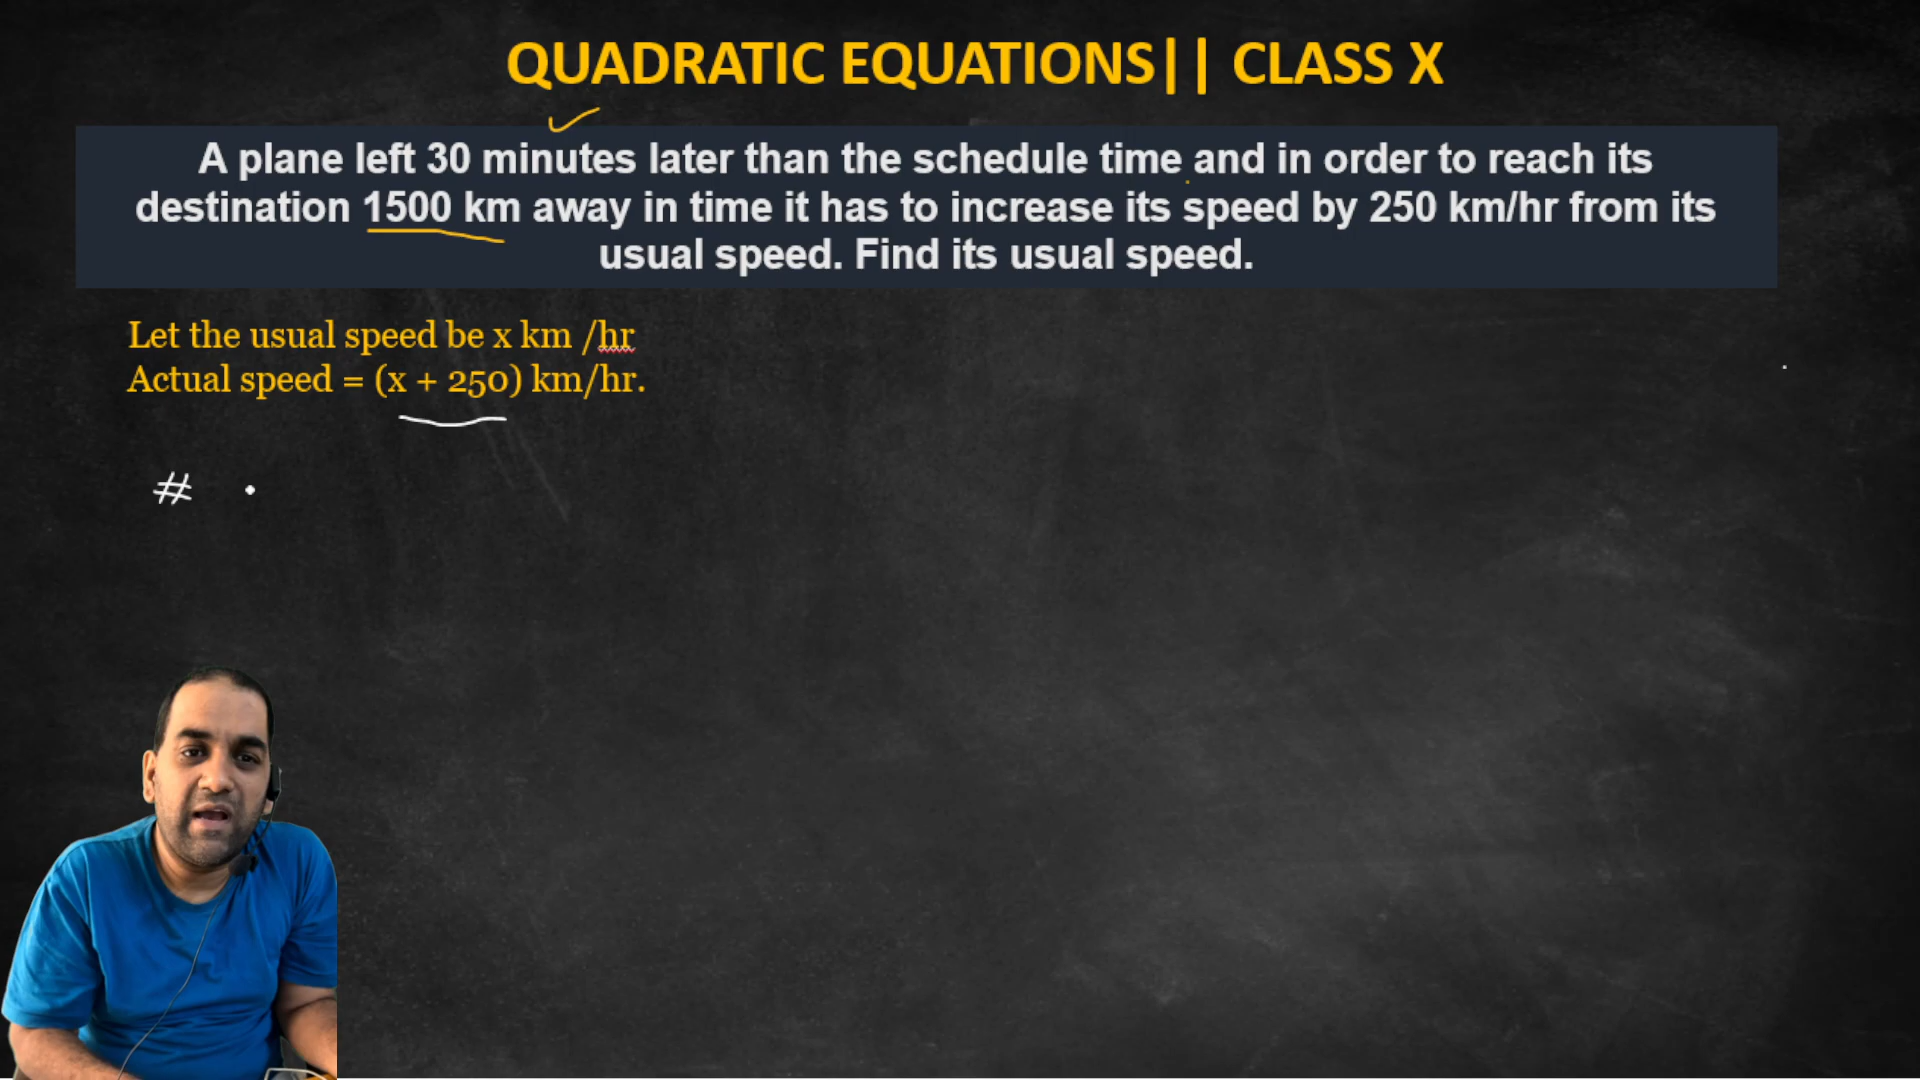 QUADRATIC EQUATIONS|| CLASS X
A plane left 30 minutes later than the schedule time and in order to reach its
destination 1500 km away in time it has to increase its speed by 250 km/hr from its
usual speed. Find its usual speed.
Let the usual speed be x km /hr
Actual speed = (x + 250) km/hr.
#